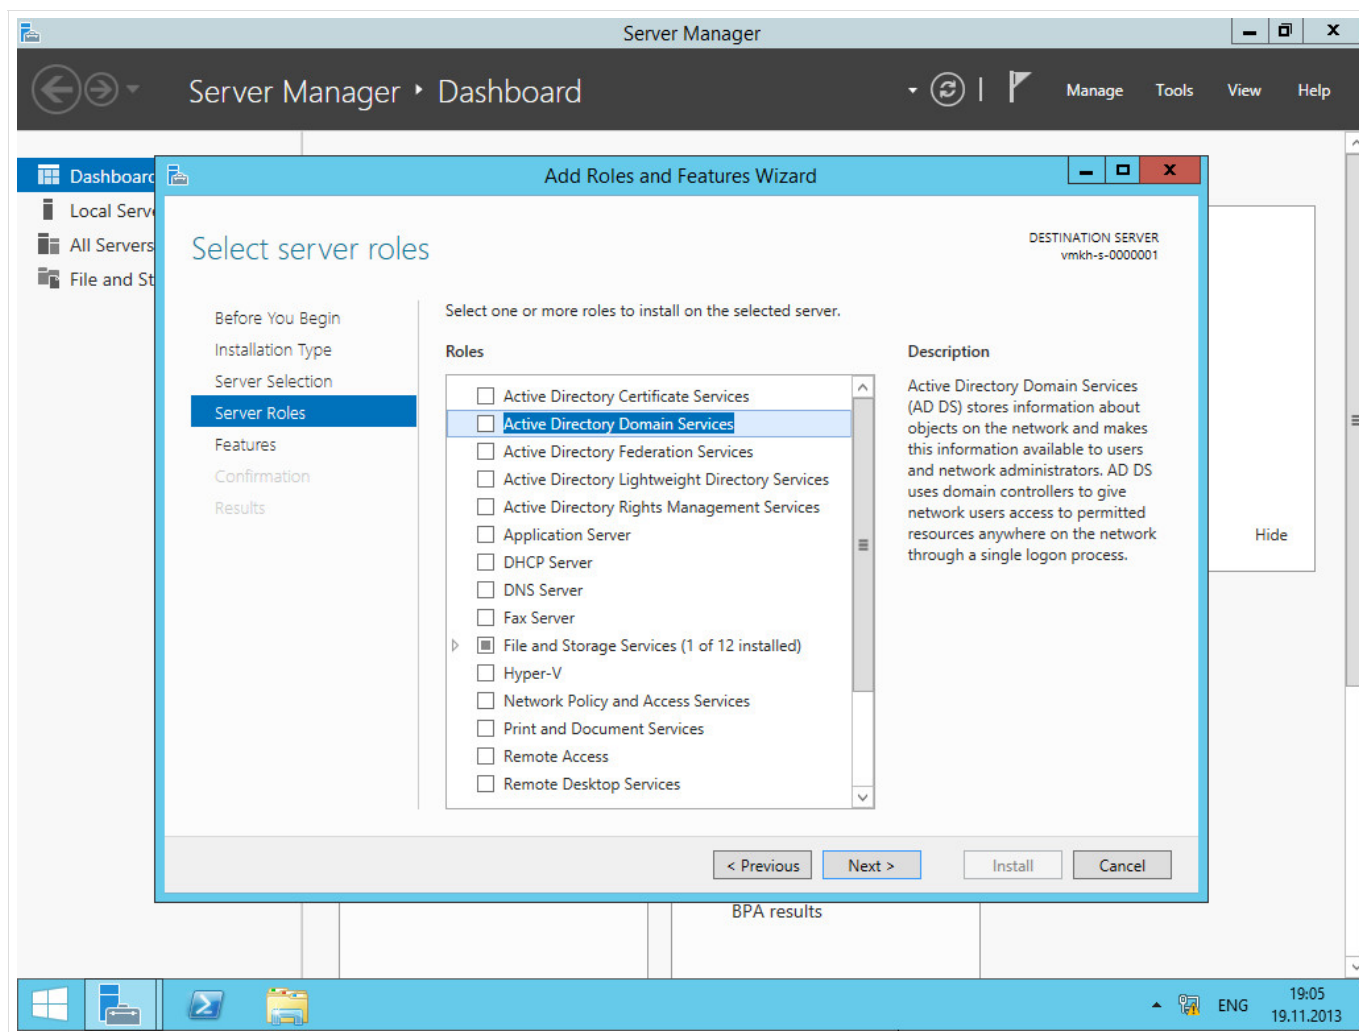 Server Manager
Server Manager • Dashboard
Manage Tools View Help
Dashboard
Local Serve
All Servers
File and St
Add Roles and Features Wizard
Select server roles
DESTINATION SERVER
vmkh-s-0000001
Before You Begin
Installation Type
Server Selection
Server Roles
Features
Confirmation
Results
Select one or more roles to install on the selected server.
Roles
Active Directory Certificate Services
Active Directory Domain Services
Active Directory Federation Services
Active Directory Lightweight Directory Services
Active Directory Rights Management Services
Application Server
DHCP Server
DNS Server
Fax Server
File and Storage Services (1 of 12 installed)
Hyper-V
Network Policy and Access Services
Print and Document Services
Remote Access
Remote Desktop Services
Description
Active Directory Domain Services
(AD DS) stores information about
objects on the network and makes
this information available to users
and network administrators. AD DS
uses domain controllers to give
network users access to permitted
resources anywhere on the network
through a single logon process.
Hide
< Previous
Next >
Install
Cancel
BPA results
ENG
19:05
19.11.2013